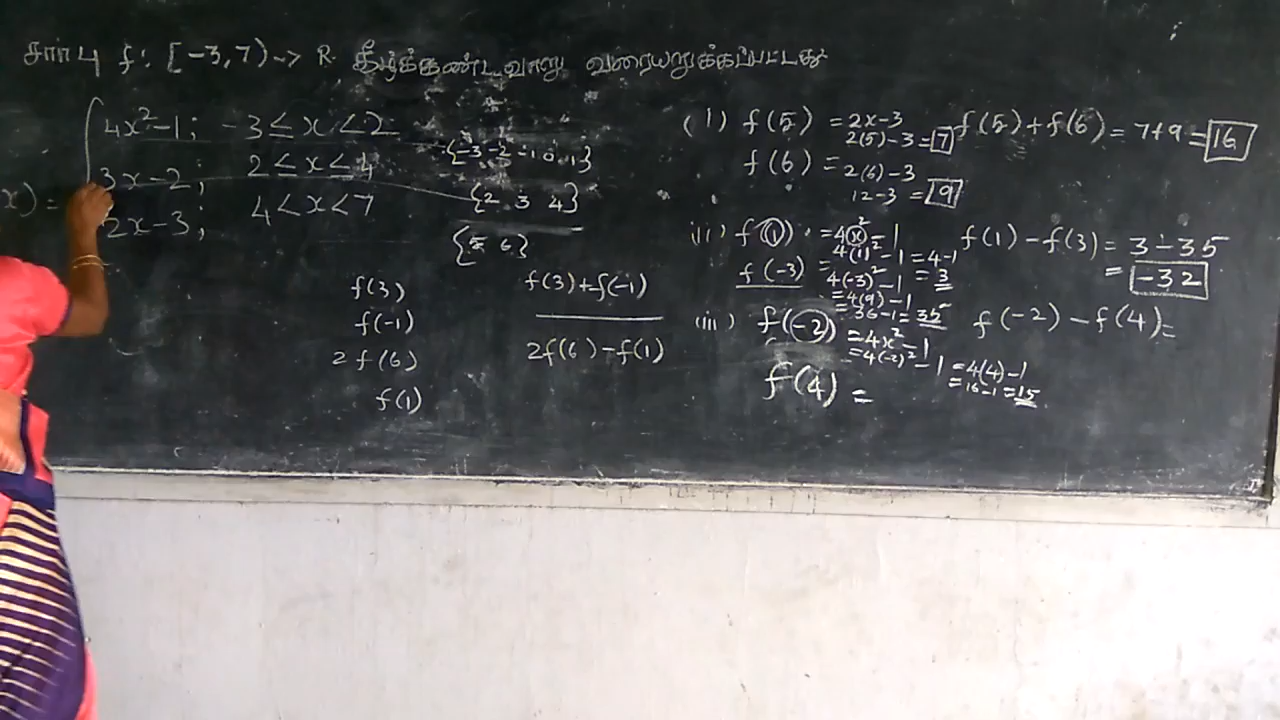 சார்பு f: [-3, 7) -> R கீழ்க்கண்டவாறு வரையறுக்கப்பட்டது
4x²-1; -3 ≤ x < 2
{-3 -2 -1 0 1}
x) = 3x-2; 2 ≤ x ≤ 4
{2 3 4}
2x-3; 4 < x < 7
{5 6}
f(3)
f(-1)
2 f(6)
f(1)
f(3)+f(-1)
2f(6)-f(1)
(i) f(5) = 2x-3
2(5)-3 = 7
f(6) = 2(6)-3
12-3 = 9
f(5)+f(6) = 7+9 = 16
(ii) f(1) = 4x²-1
4(1)²-1 = 4-1
= 3
f(-3) = 4(-3)²-1
= 4(9)-1
= 36-1 = 35
f(1)-f(3) = 3-35
= -32
(iii) f(-2) = 4x²-1
= 4(-2)²-1 = 4(4)-1
= 16-1 = 15
f(4) =
f(-2)-f(4) =